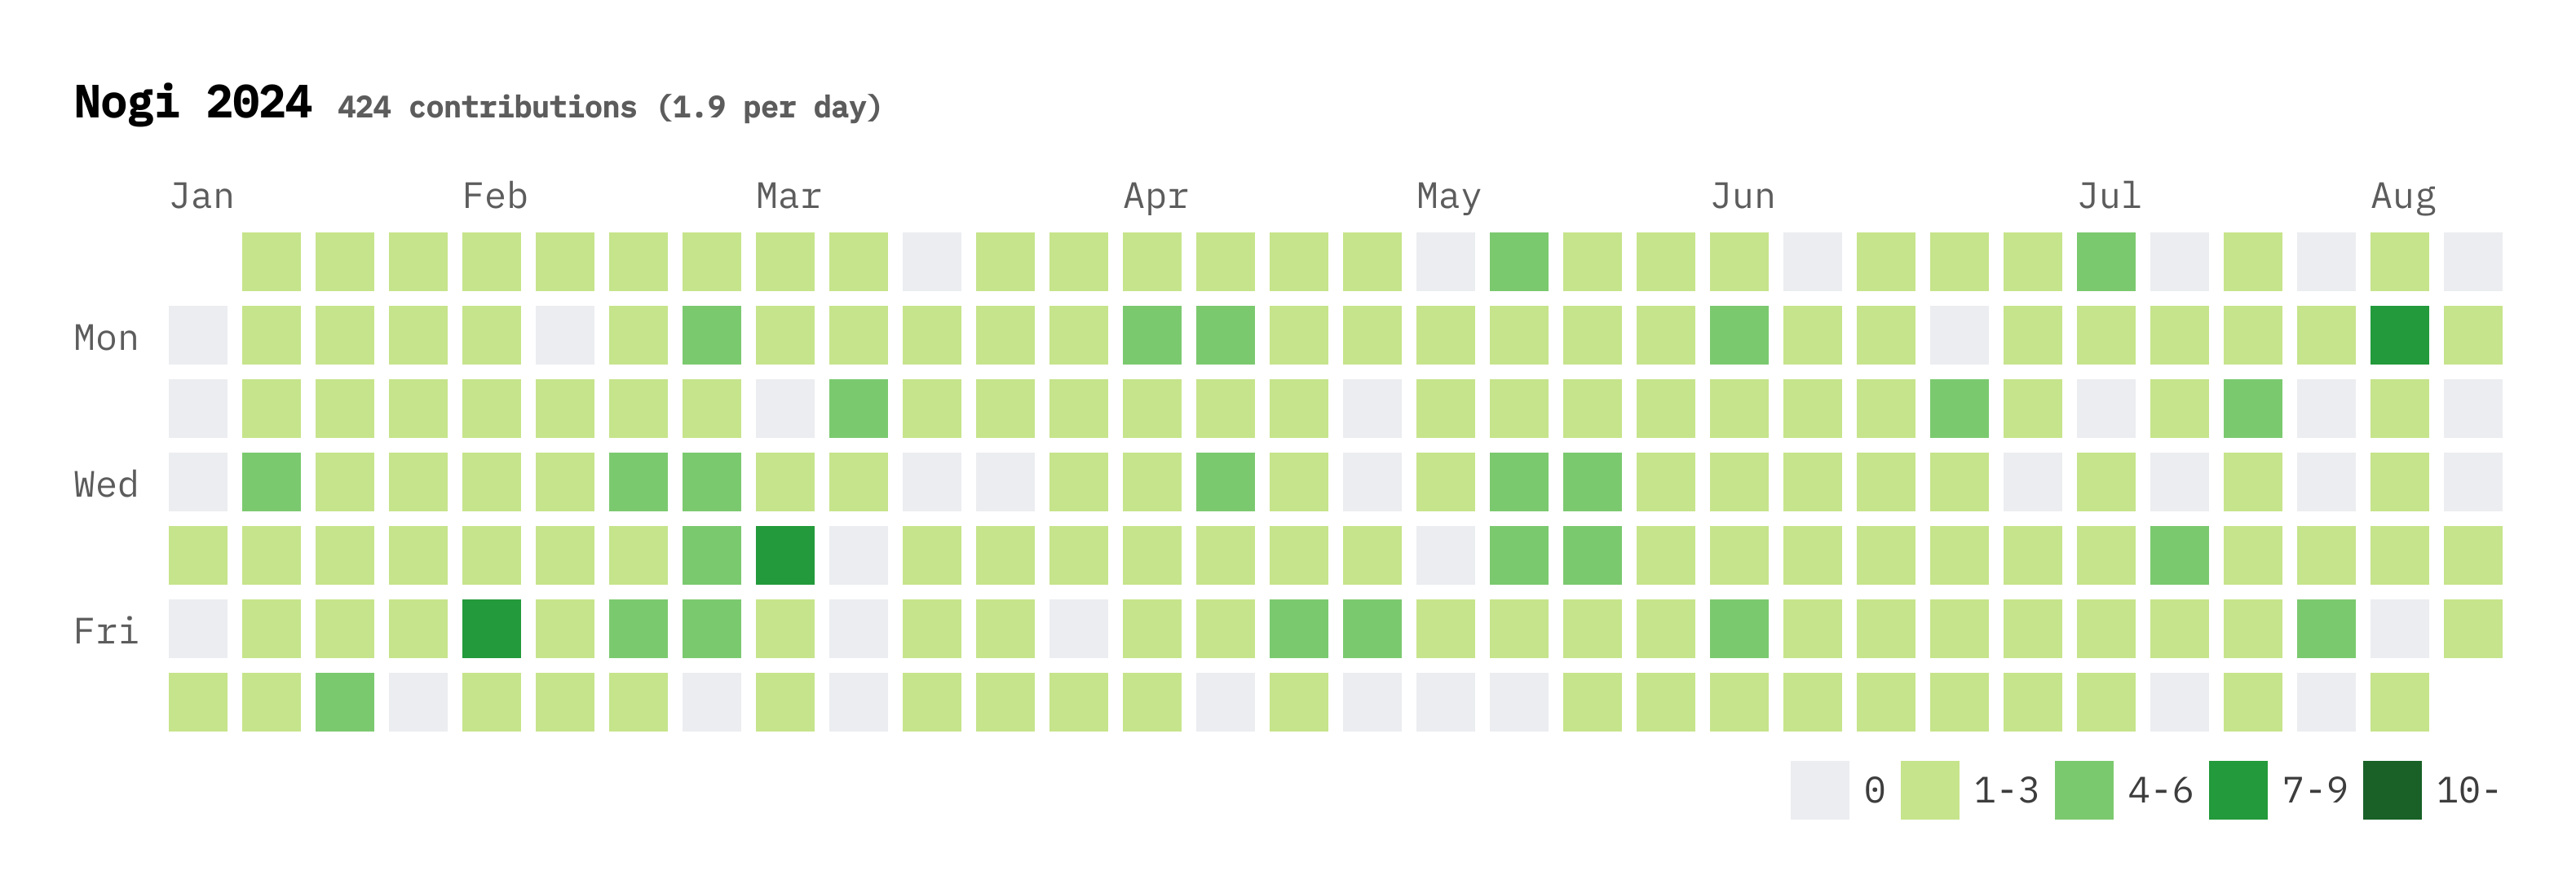 Nogi 2024 424 contributions (1.9 per day)
Jan Feb Mar Apr May Jun Jul Aug
Mon
Wed
Fri
0 1-3 4-6 7-9 10-